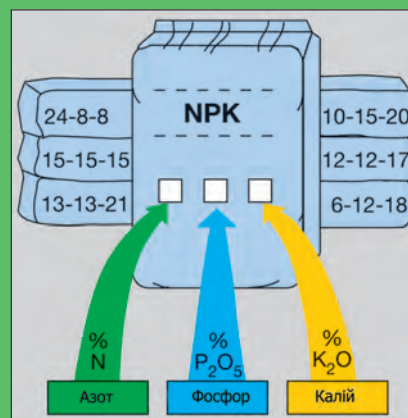 NPK
24-8-8
15-15-15
13-13-21
10-15-20
12-12-17
6-12-18
%
N
%
P₂O₅
%
K₂O
Азот
Фосфор
Калій